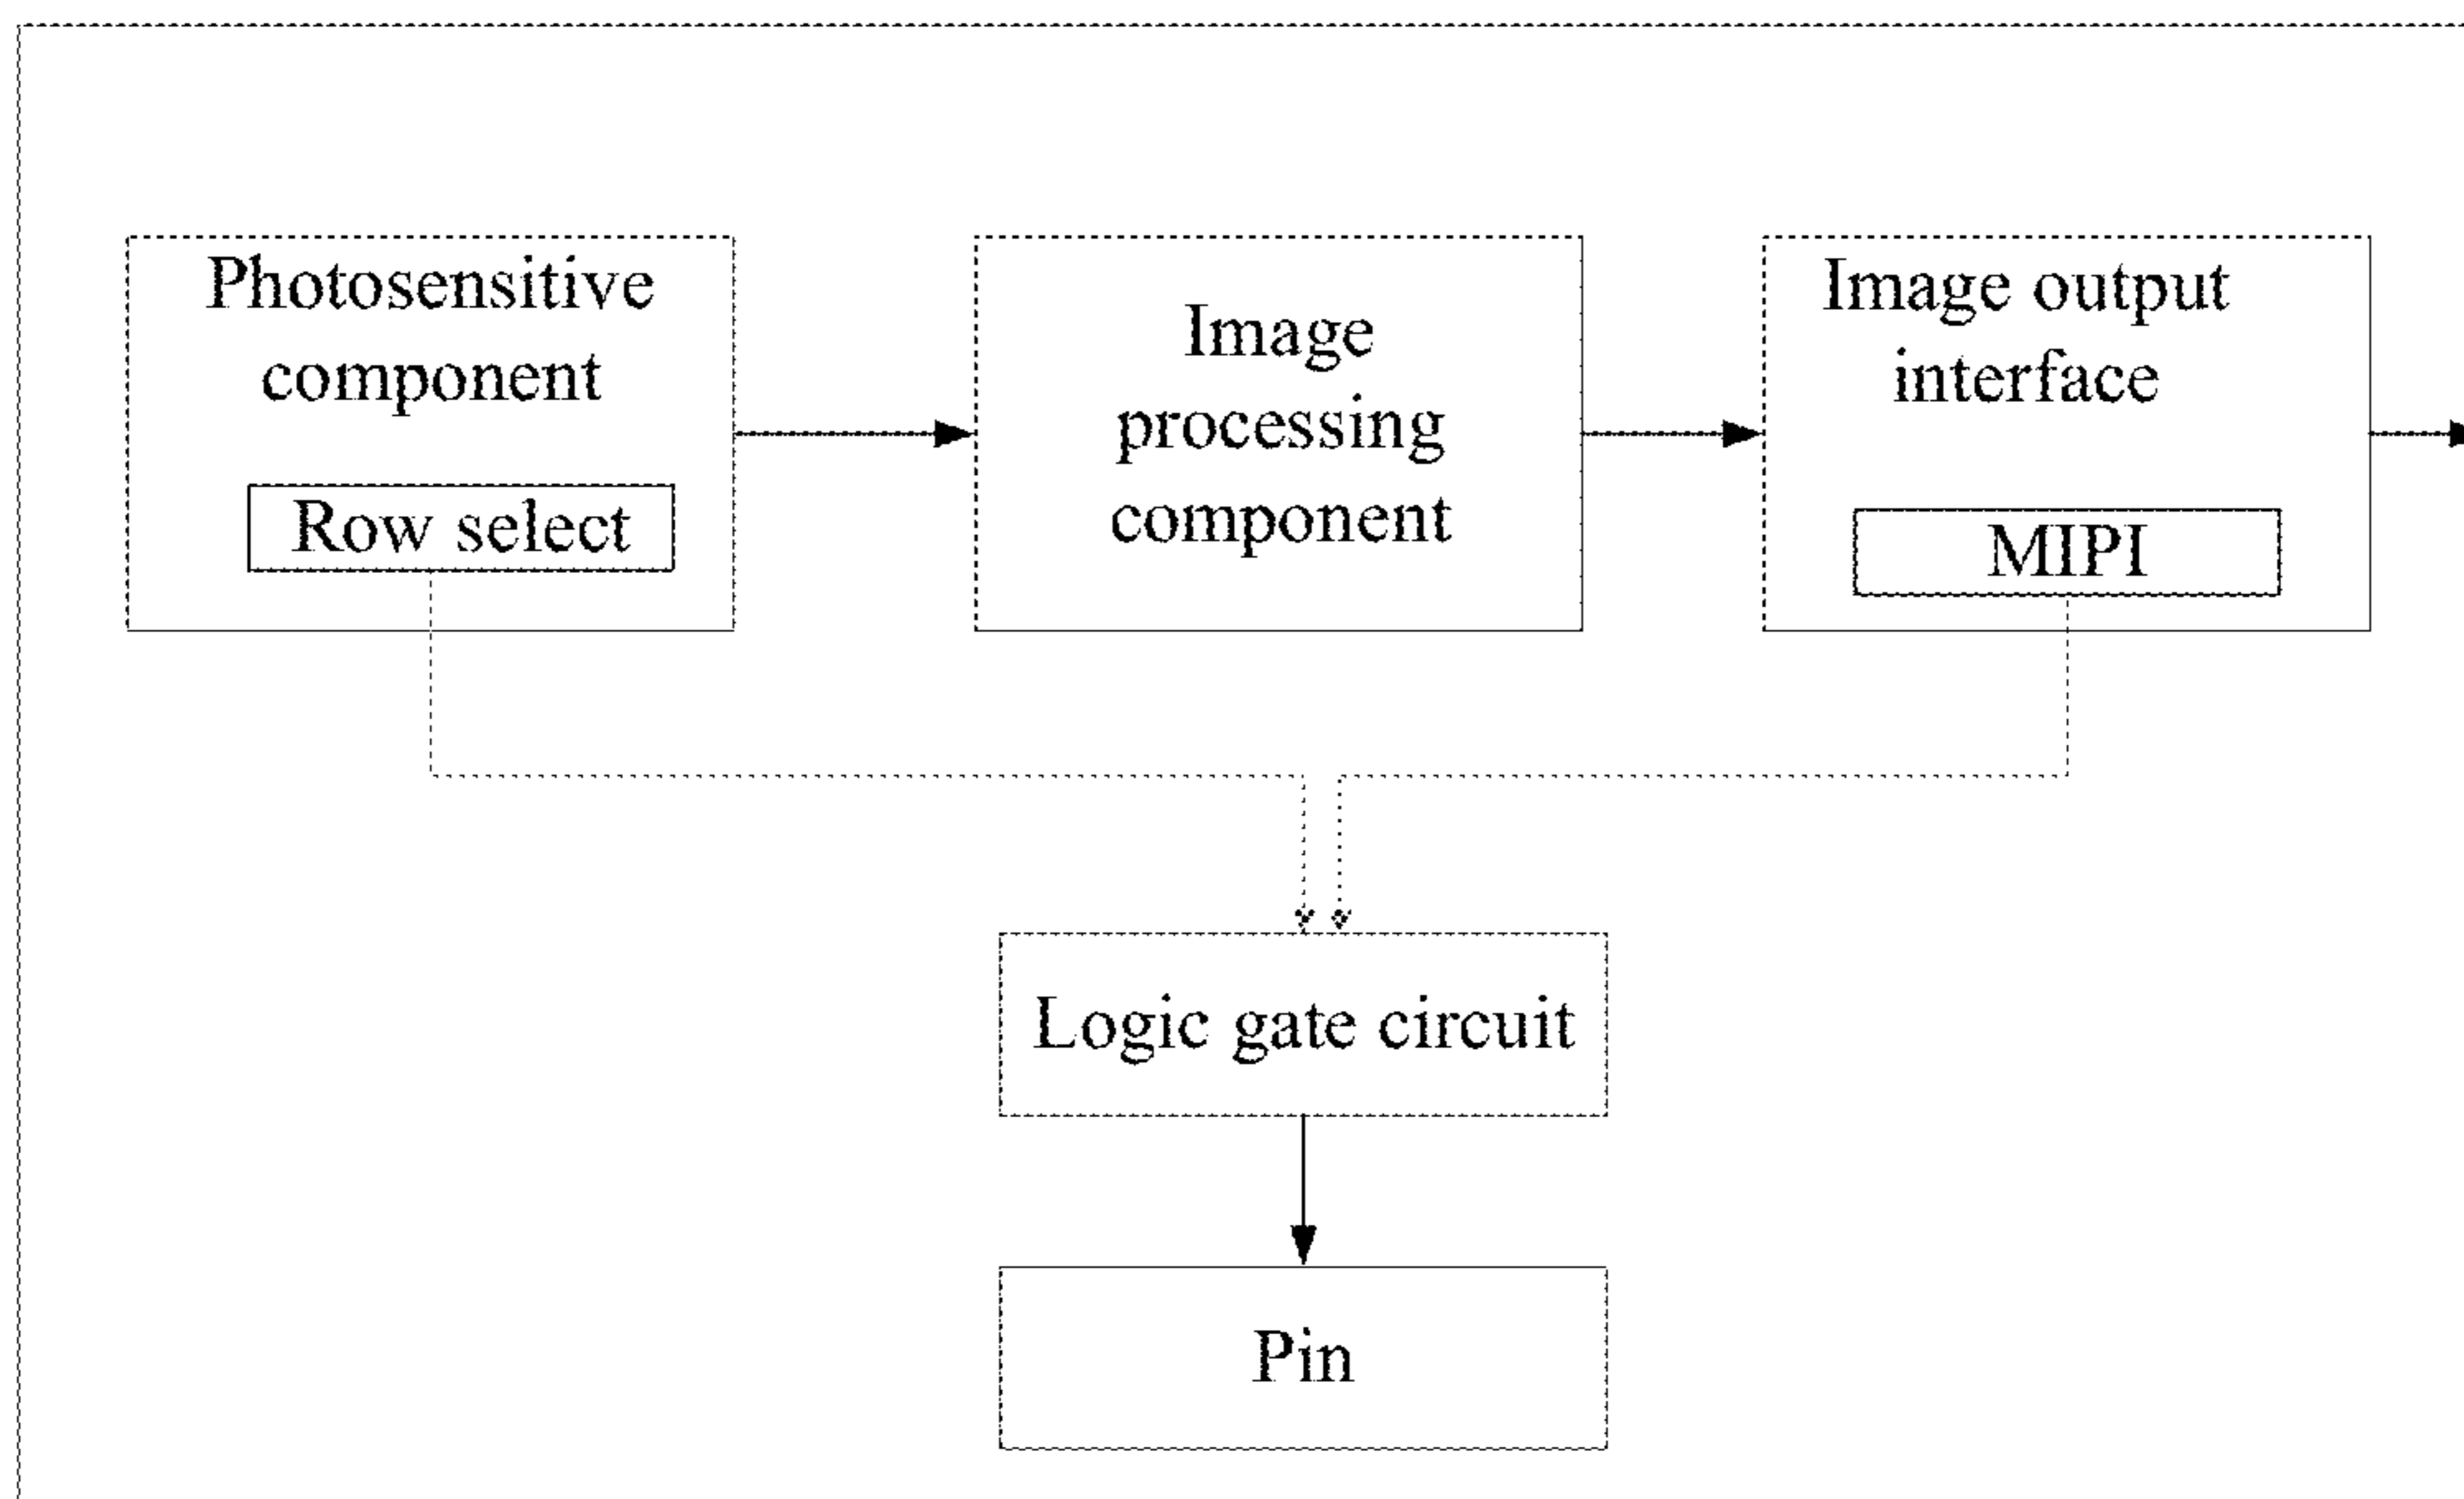 Photosensitive
component
Row select
Image
processing
component
Image output
interface
MIPI
Logic gate circuit
Pin